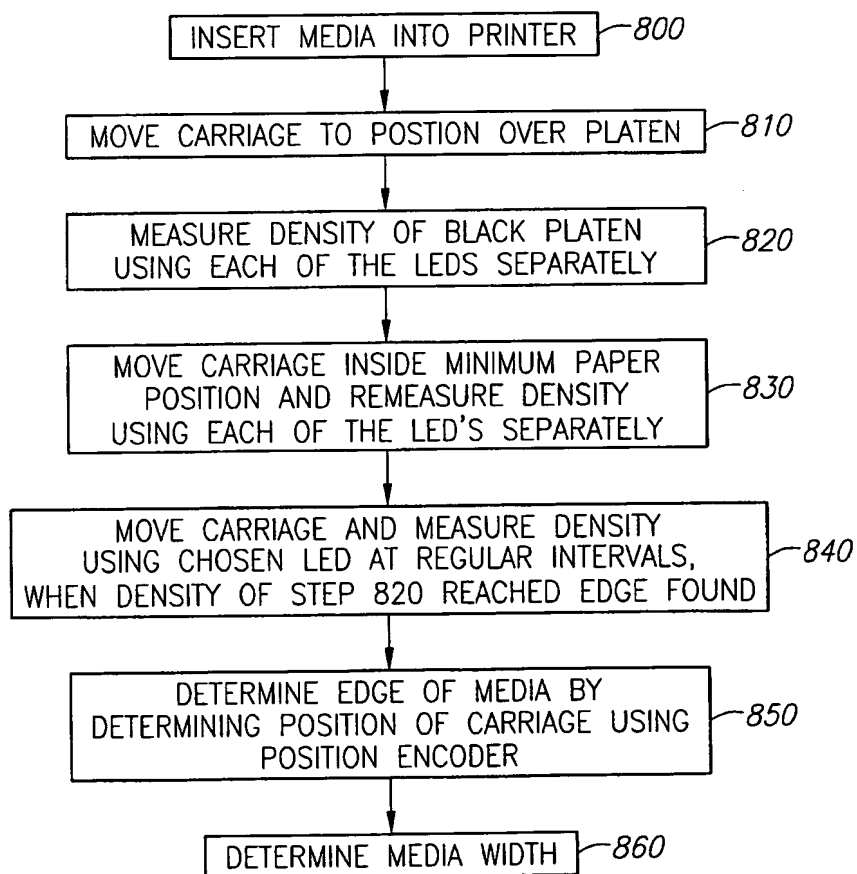 INSERT MEDIA INTO PRINTER
800
MOVE CARRIAGE TO POSTION OVER PLATEN
810
MEASURE DENSITY OF BLACK PLATEN
USING EACH OF THE LEDS SEPARATELY
820
MOVE CARRIAGE INSIDE MINIMUM PAPER
POSITION AND REMEASURE DENSITY
USING EACH OF THE LED'S SEPARATELY
830
MOVE CARRIAGE AND MEASURE DENSITY
USING CHOSEN LED AT REGULAR INTERVALS,
WHEN DENSITY OF STEP 820 REACHED EDGE FOUND
840
DETERMINE EDGE OF MEDIA BY
DETERMINING POSITION OF CARRIAGE USING
POSITION ENCODER
850
DETERMINE MEDIA WIDTH
860